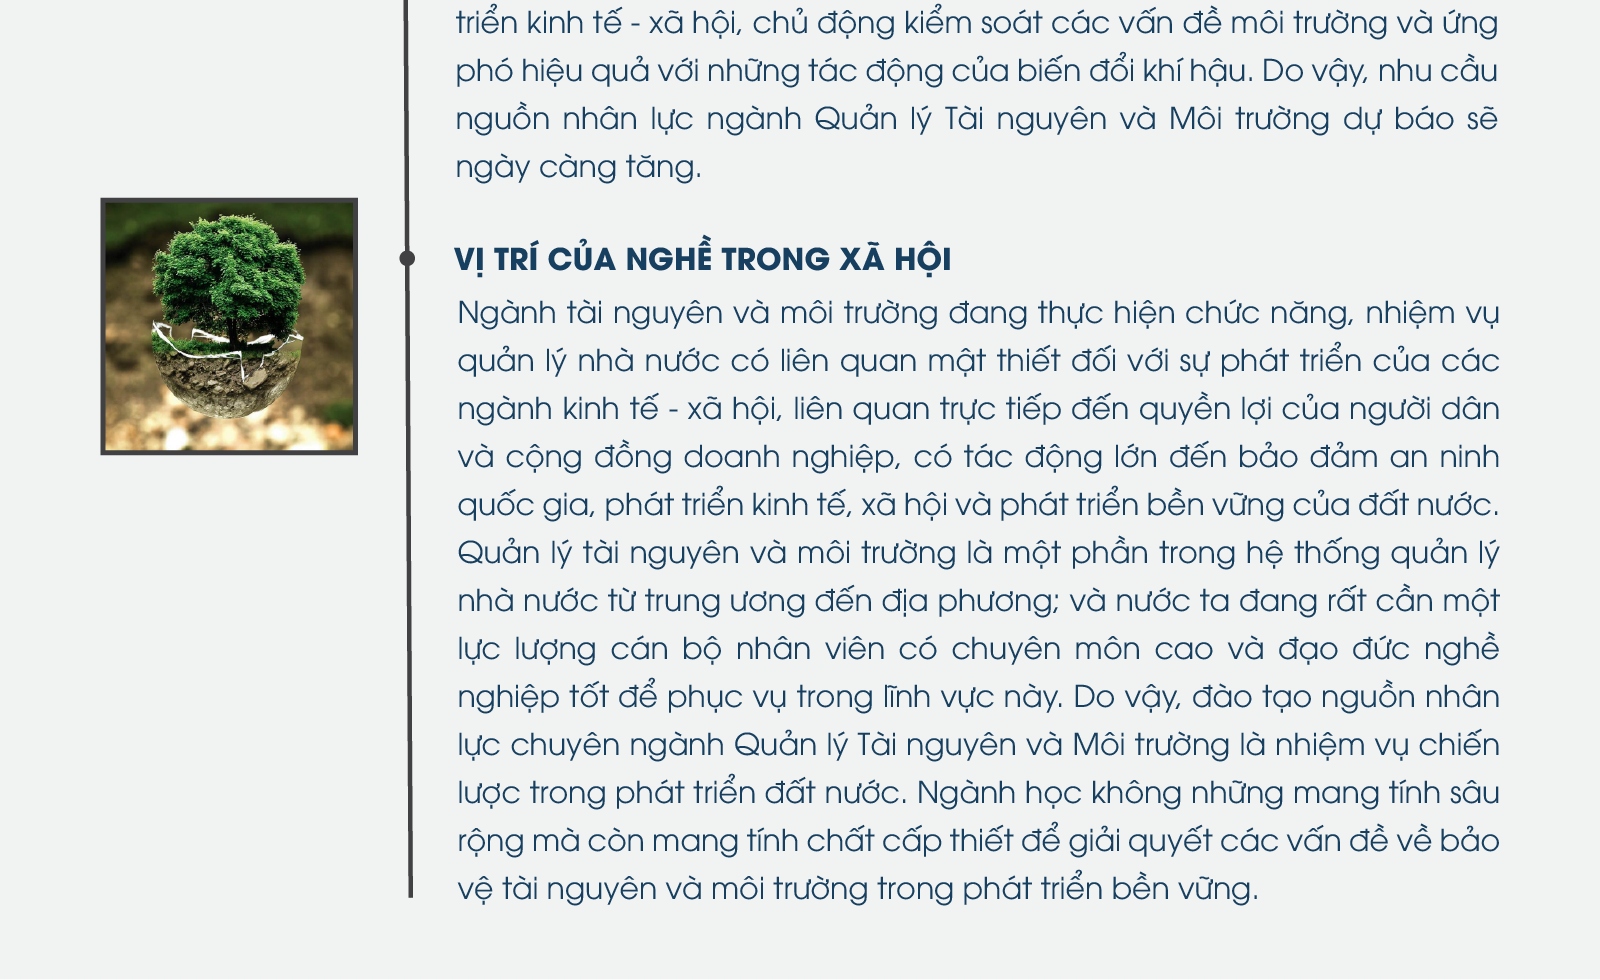 triển kinh tế - xã hội, chủ động kiểm soát các vấn đề môi trường và ứng
phó hiệu quả với những tác động của biến đổi khí hậu. Do vậy, nhu cầu
nguồn nhân lực ngành Quản lý Tài nguyên và Môi trường dự báo sẽ
ngày càng tăng.
VỊ TRÍ CỦA NGHỀ TRONG XÃ HỘI
Ngành tài nguyên và môi trường đang thực hiện chức năng, nhiệm vụ
quản lý nhà nước có liên quan mật thiết đối với sự phát triển của các
ngành kinh tế - xã hội, liên quan trực tiếp đến quyền lợi của người dân
và cộng đồng doanh nghiệp, có tác động lớn đến bảo đảm an ninh
quốc gia, phát triển kinh tế, xã hội và phát triển bền vững của đất nước.
Quản lý tài nguyên và môi trường là một phần trong hệ thống quản lý
nhà nước từ trung ương đến địa phương; và nước ta đang rất cần một
lực lượng cán bộ nhân viên có chuyên môn cao và đạo đức nghề
nghiệp tốt để phục vụ trong lĩnh vực này. Do vậy, đào tạo nguồn nhân
lực chuyên ngành Quản lý Tài nguyên và Môi trường là nhiệm vụ chiến
lược trong phát triển đất nước. Ngành học không những mang tính sâu
rộng mà còn mang tính chất cấp thiết để giải quyết các vấn đề về bảo
vệ tài nguyên và môi trường trong phát triển bền vững.